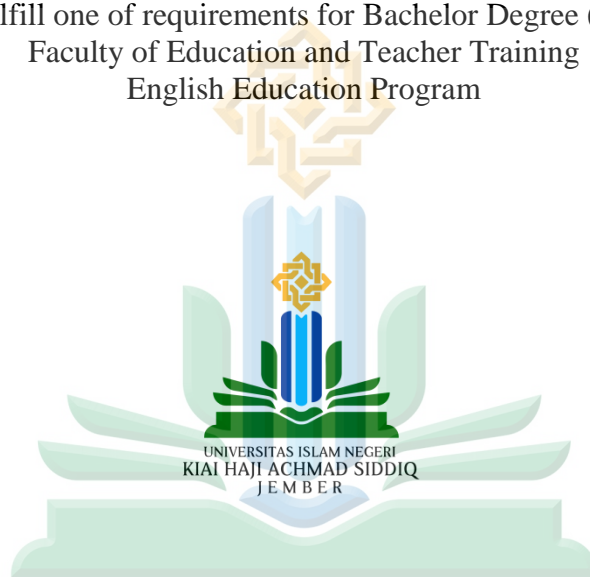 of requirements for Bachelor Degree
Faculty of Education and Teacher Training
English Education Program
UNIVERSITAS ISLAM NEGERI
KIAI HAJI ACHMAD SIDDIQ
JEMBER